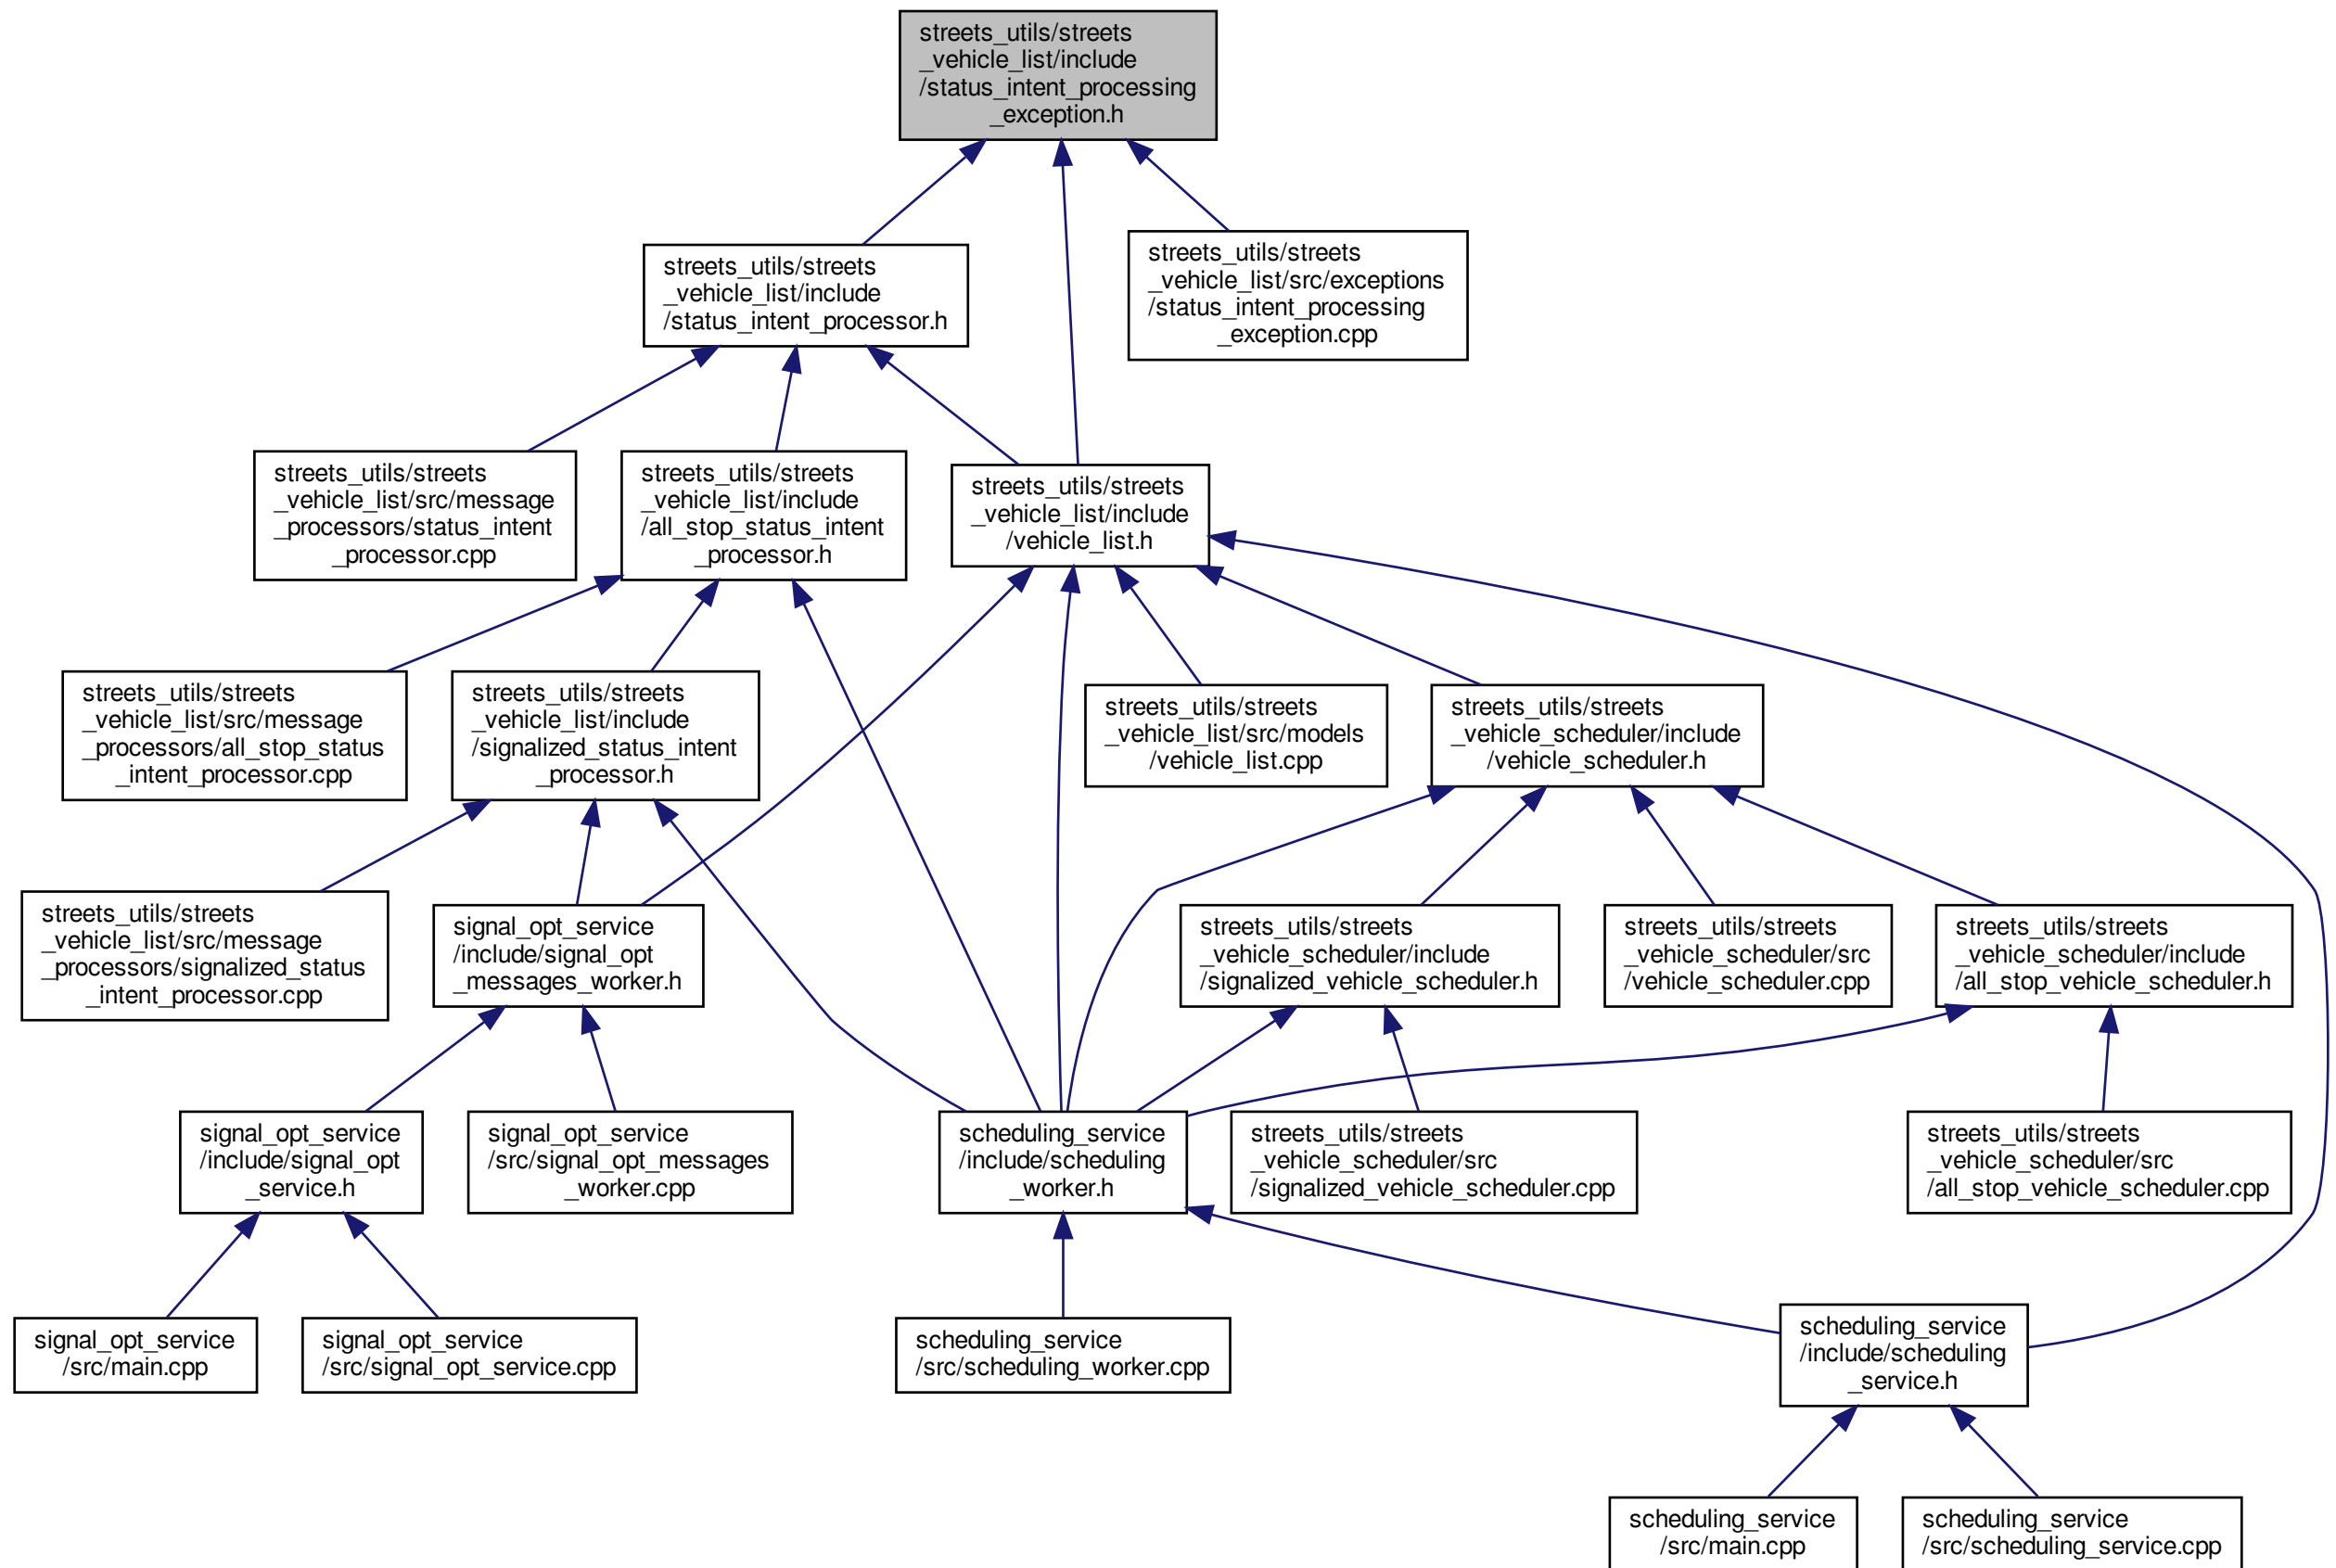 streets_utils/streets
_vehicle_list/include
/status_intent_processing
_exception.h
streets_utils/streets
_vehicle_list/include
/status_intent_processor.h
streets_utils/streets
_vehicle_list/src/exceptions
/status_intent_processing
_exception.cpp
streets_utils/streets
_vehicle_list/src/message
_processors/status_intent
_processor.cpp
streets_utils/streets
_vehicle_list/include
/all_stop_status_intent
_processor.h
streets_utils/streets
_vehicle_list/include
/vehicle_list.h
streets_utils/streets
_vehicle_list/src/message
_processors/all_stop_status
_intent_processor.cpp
streets_utils/streets
_vehicle_list/include
/signalized_status_intent
_processor.h
streets_utils/streets
_vehicle_list/src/models
/vehicle_list.cpp
streets_utils/streets
_vehicle_scheduler/include
/vehicle_scheduler.h
streets_utils/streets
_vehicle_list/src/message
_processors/signalized_status
_intent_processor.cpp
signal_opt_service
/include/signal_opt
_messages_worker.h
streets_utils/streets
_vehicle_scheduler/include
/signalized_vehicle_scheduler.h
streets_utils/streets
_vehicle_scheduler/src
/vehicle_scheduler.cpp
streets_utils/streets
_vehicle_scheduler/include
/all_stop_vehicle_scheduler.h
signal_opt_service
/include/signal_opt
_service.h
signal_opt_service
/src/signal_opt_messages
_worker.cpp
scheduling_service
/include/scheduling
_worker.h
streets_utils/streets
_vehicle_scheduler/src
/signalized_vehicle_scheduler.cpp
streets_utils/streets
_vehicle_scheduler/src
/all_stop_vehicle_scheduler.cpp
signal_opt_service
/src/main.cpp
signal_opt_service
/src/signal_opt_service.cpp
scheduling_service
/src/scheduling_worker.cpp
scheduling_service
/include/scheduling
_service.h
scheduling_service
/src/main.cpp
scheduling_service
/src/scheduling_service.cpp